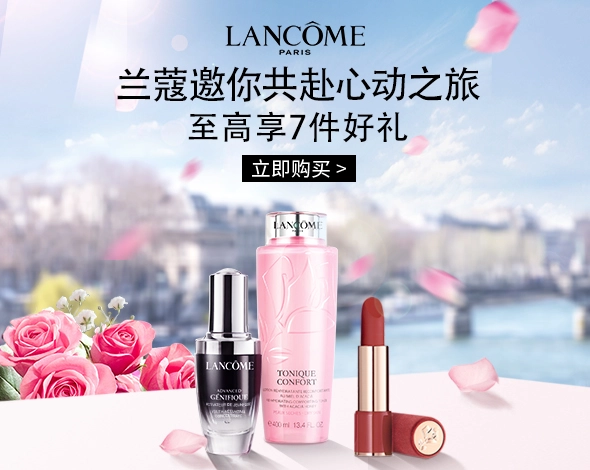 LANCÔME
PARIS
兰蔻邀你共赴心动之旅
至高享7件好礼
立即购买 >
LANCÔME
PARIS
LANCÔME
ADVANCED
GÉNIFIQUE
TONIQUE
CONFORT
℮400 ml 13.4 FL.OZ.